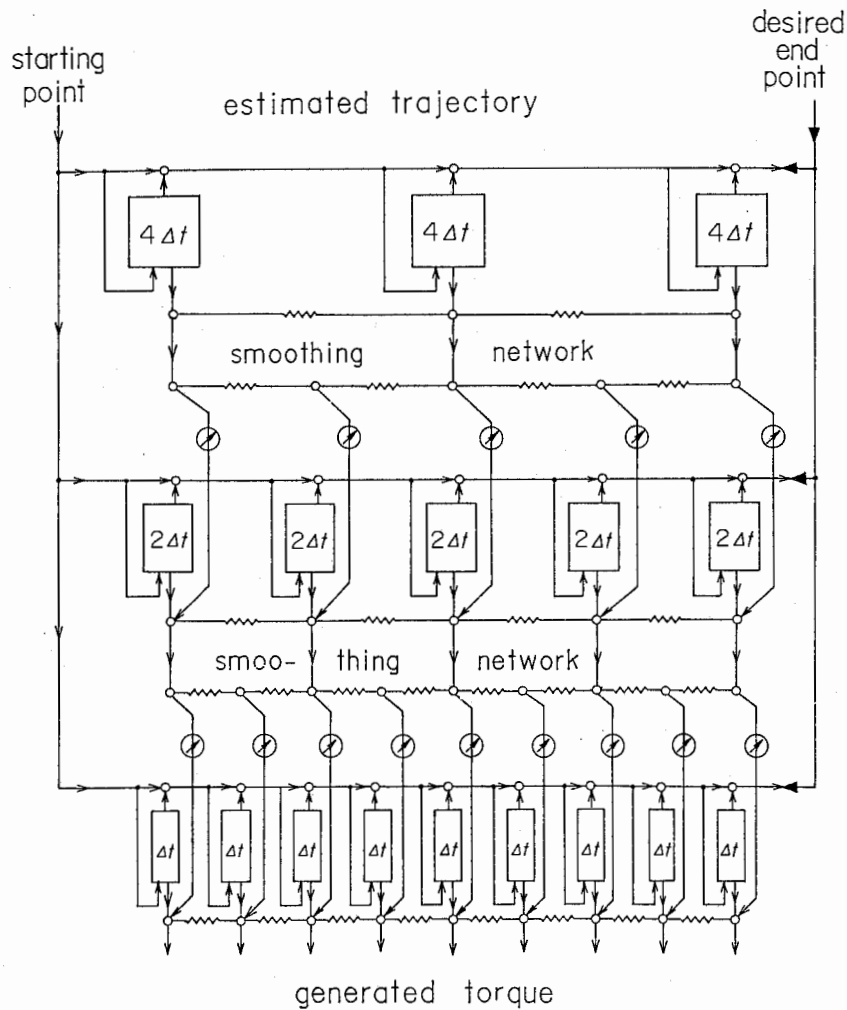 starting
point
desired
end
point
estimated trajectory
4Δt
4Δt
4Δt
smoothing network
2Δt
2Δt
2Δt
2Δt
2Δt
smoo- thing network
Δt
Δt
Δt
Δt
Δt
Δt
Δt
Δt
Δt
generated torque